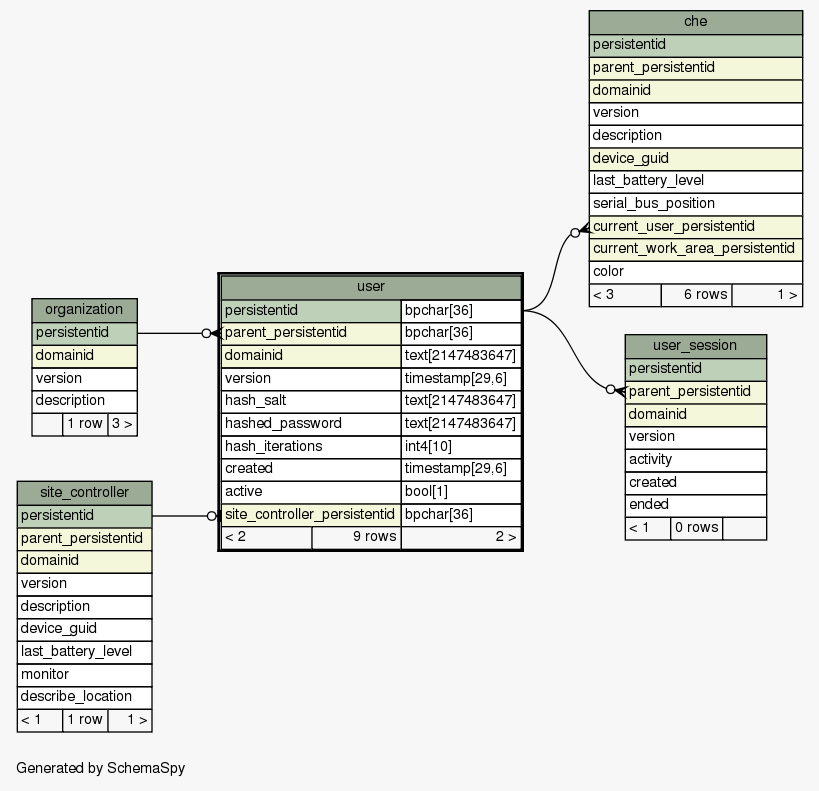 che
persistentid
parent_persistentid
domainid
version
description
device_guid
last_battery_level
serial_bus_position
current_user_persistentid
current_work_area_persistentid
color
< 3 6 rows 1 >
user
persistentid bpchar[36]
parent_persistentid bpchar[36]
domainid text[2147483647]
version timestamp[29,6]
hash_salt text[2147483647]
hashed_password text[2147483647]
hash_iterations int4[10]
created timestamp[29,6]
active bool[1]
site_controller_persistentid bpchar[36]
< 2 9 rows 2 >
organization
persistentid
domainid
version
description
1 row 3 >
user_session
persistentid
parent_persistentid
domainid
version
activity
created
ended
< 1 0 rows
site_controller
persistentid
parent_persistentid
domainid
version
description
device_guid
last_battery_level
monitor
describe_location
< 1 1 row 1 >
Generated by SchemaSpy